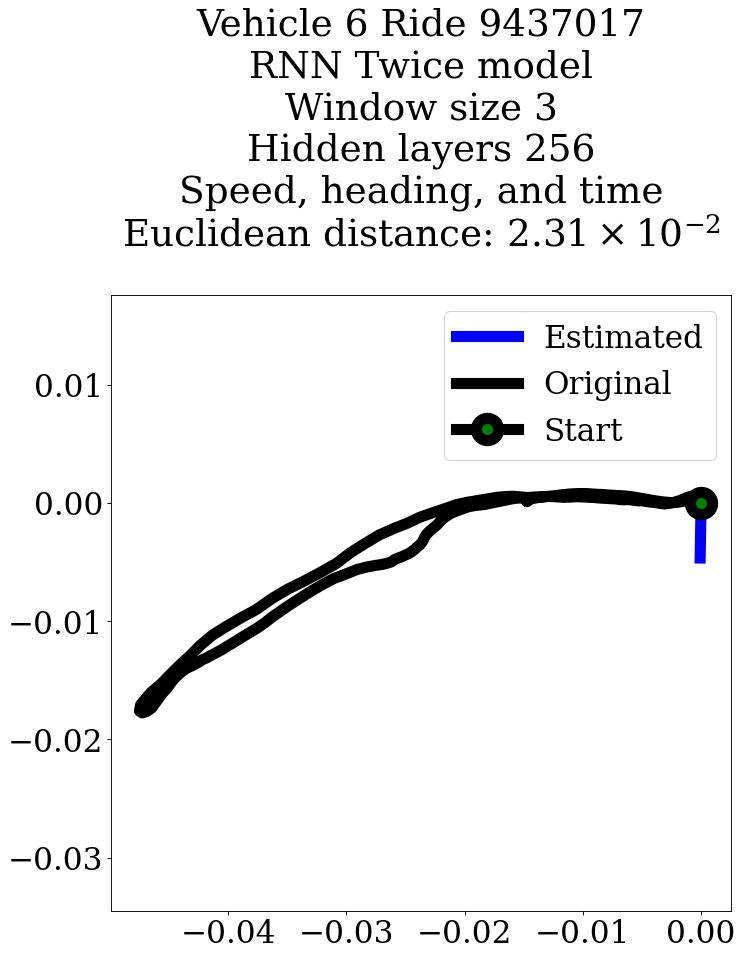 Vehicle 6 Ride 9437017
RNN Twice model
Window size 3
Hidden layers 256
Speed, heading, and time
Euclidean distance: 2.31 × 10⁻²
Estimated
Original
Start
0.01
0.00
−0.01
−0.02
−0.03
−0.04 −0.03 −0.02 −0.01 0.00